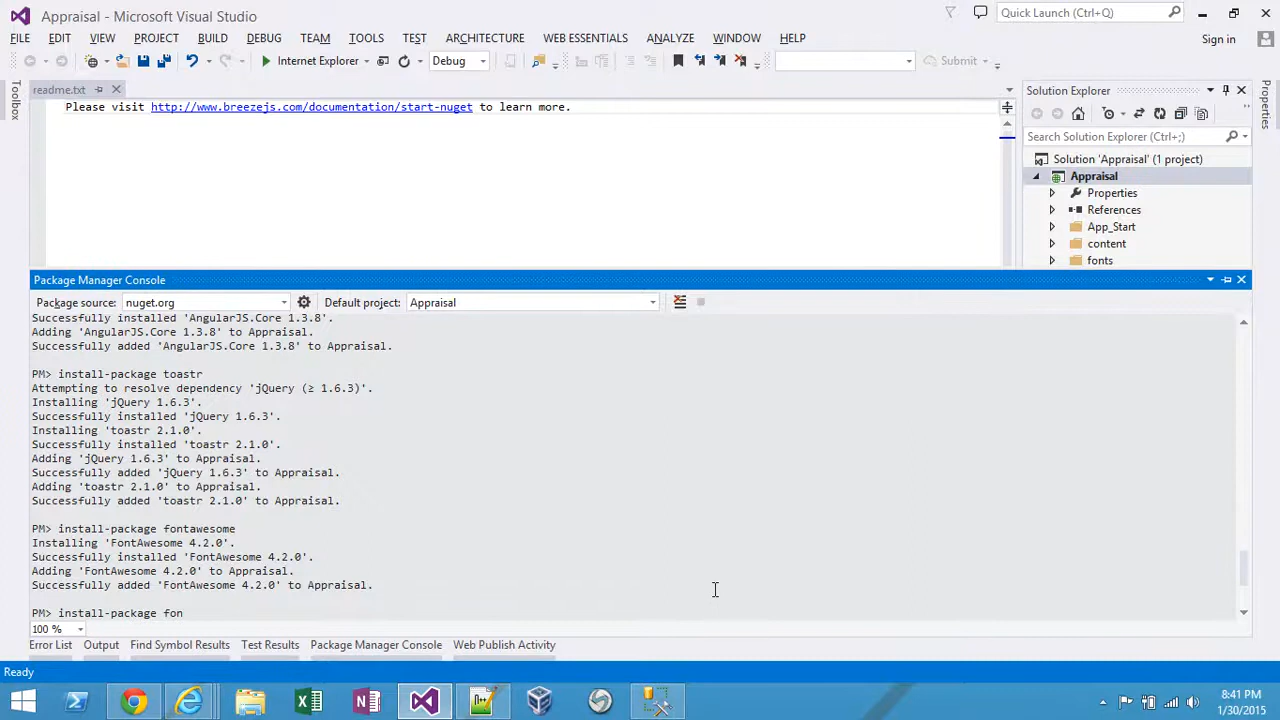 Appraisal - Microsoft Visual Studio
Quick Launch (Ctrl+Q)
FILE EDIT VIEW PROJECT BUILD DEBUG TEAM TOOLS TEST ARCHITECTURE WEB ESSENTIALS ANALYZE WINDOW HELP
Sign in
Internet Explorer Debug Submit
Toolbox
readme.txt
Please visit http://www.breezejs.com/documentation/start-nuget to learn more.
Solution Explorer
Search Solution Explorer (Ctrl+;)
Solution 'Appraisal' (1 project)
Appraisal
Properties
References
App_Start
content
fonts
Properties
Package Manager Console
Package source: nuget.org Default project: Appraisal
Successfully installed 'AngularJS.Core 1.3.8'.
Adding 'AngularJS.Core 1.3.8' to Appraisal.
Successfully added 'AngularJS.Core 1.3.8' to Appraisal.
PM> install-package toastr
Attempting to resolve dependency 'jQuery (≥ 1.6.3)'.
Installing 'jQuery 1.6.3'.
Successfully installed 'jQuery 1.6.3'.
Installing 'toastr 2.1.0'.
Successfully installed 'toastr 2.1.0'.
Adding 'jQuery 1.6.3' to Appraisal.
Successfully added 'jQuery 1.6.3' to Appraisal.
Adding 'toastr 2.1.0' to Appraisal.
Successfully added 'toastr 2.1.0' to Appraisal.
PM> install-package fontawesome
Installing 'FontAwesome 4.2.0'.
Successfully installed 'FontAwesome 4.2.0'.
Adding 'FontAwesome 4.2.0' to Appraisal.
Successfully added 'FontAwesome 4.2.0' to Appraisal.
PM> install-package fon
100 %
Error List Output Find Symbol Results Test Results Package Manager Console Web Publish Activity
Ready
8:41 PM
1/30/2015